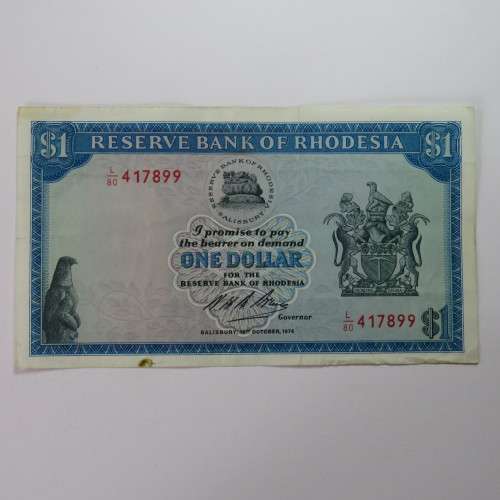 $1 RESERVE BANK OF RHODESIA $1
L/80 417899
RESERVE BANK OF RHODESIA
SALISBURY
I promise to pay
the bearer on demand
ONE DOLLAR
FOR THE
RESERVE BANK OF RHODESIA
Governor
L/80 417899 $1
SALISBURY OCTOBER, 1974